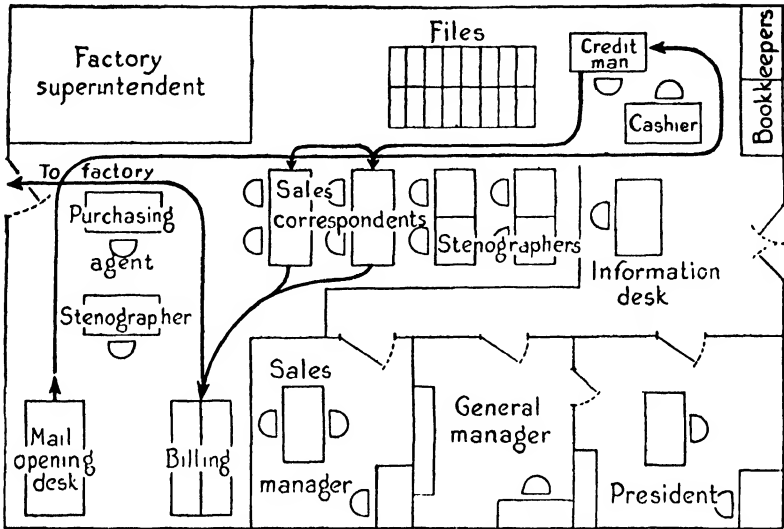 Factory
superintendent
Files
Credit
man
Cashier
Bookkeepers
To factory
Purchasing
agent
Stenographer
Sales
correspondents
Stenographers
Information
desk
Mail
opening
desk
Billing
Sales
manager
General
manager
President